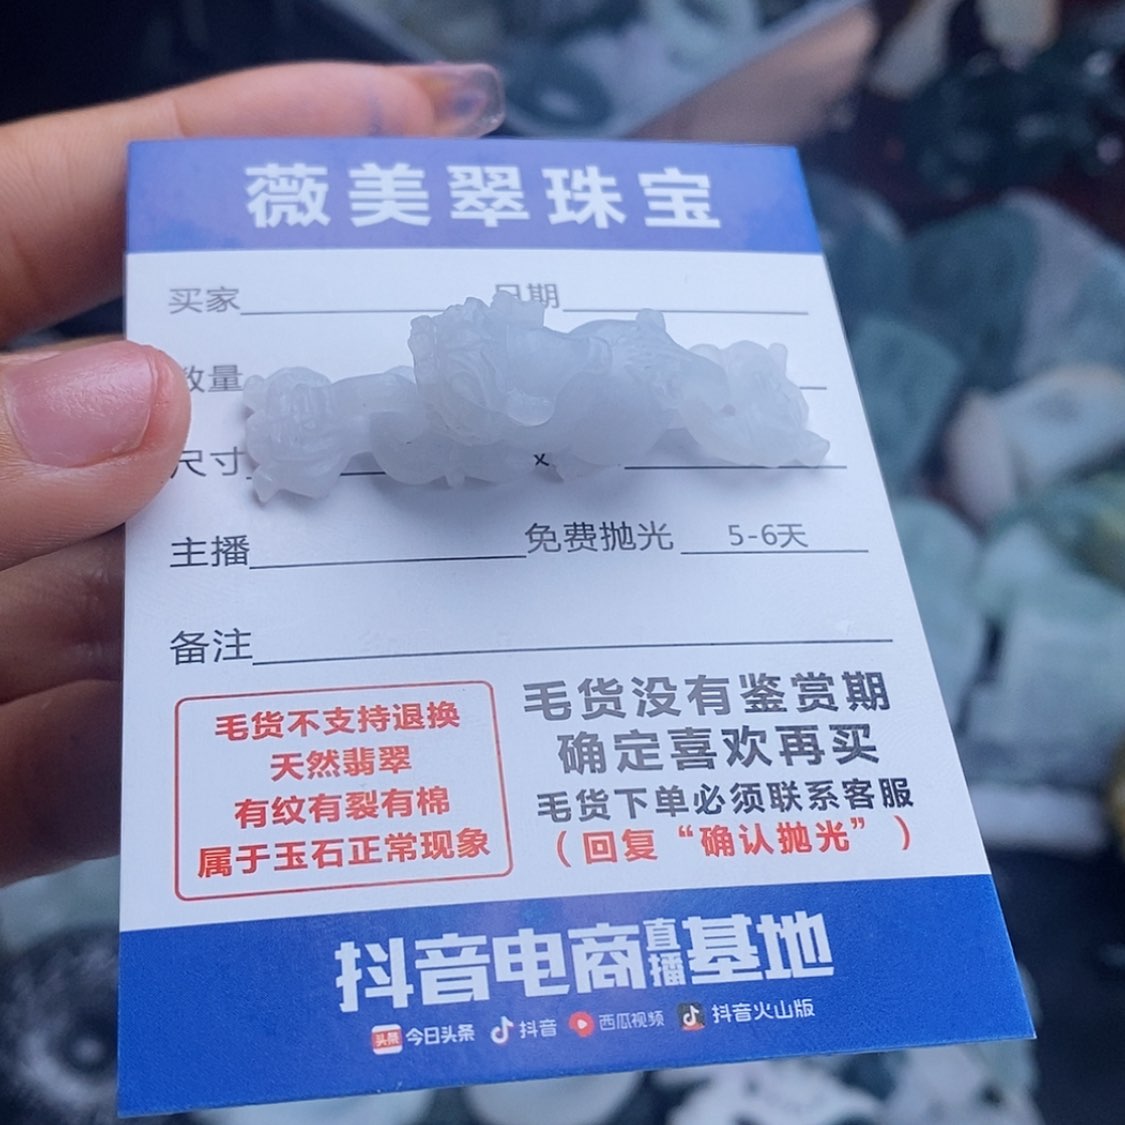 薇美翠珠宝
买家 日期
数量
尺寸 x
主播 免费抛光 5-6天
备注
毛货不支持退换
天然翡翠
有纹有裂有棉
属于玉石正常现象
毛货没有鉴赏期
确定喜欢再买
毛货下单必须联系客服
（回复“确认抛光”）
抖音电商直播基地
头条 今日头条 抖音 西瓜视频 抖音火山版